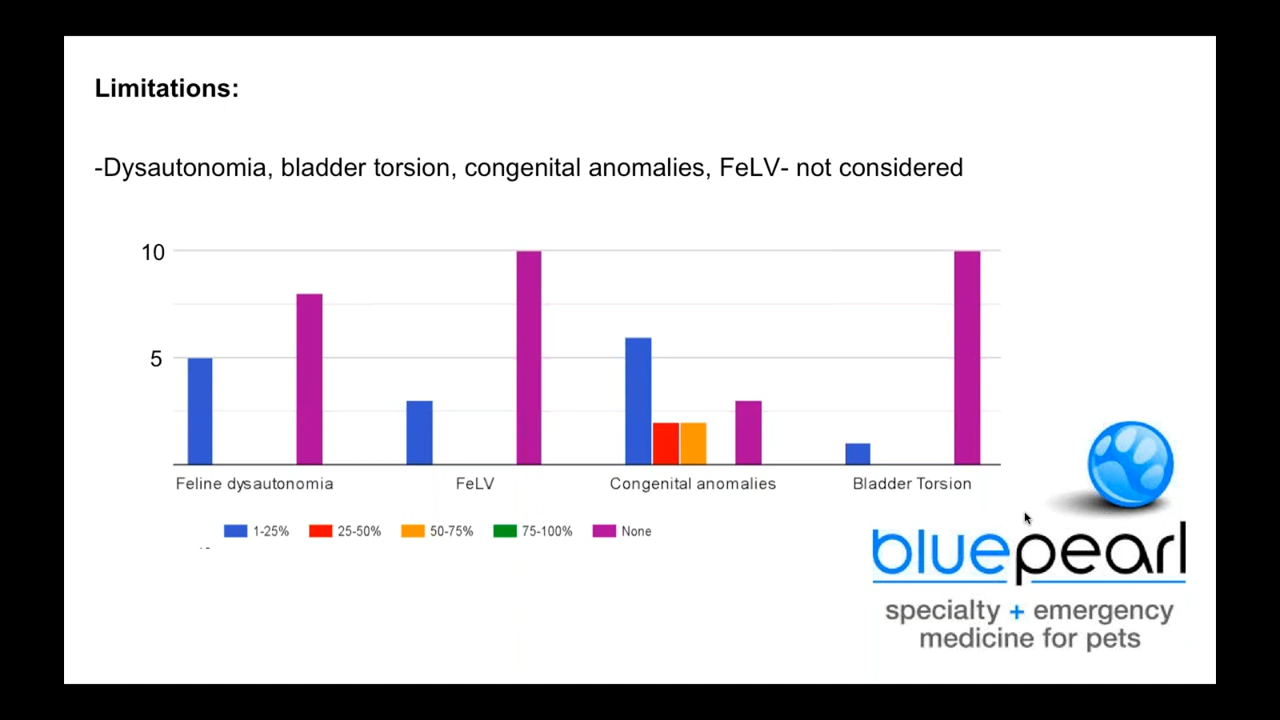 Limitations:
-Dysautonomia, bladder torsion, congenital anomalies, FeLV- not considered
10
5
Feline dysautonomia FeLV Congenital anomalies Bladder Torsion
1-25% 25-50% 50-75% 75-100% None
bluepearl
specialty + emergency
medicine for pets